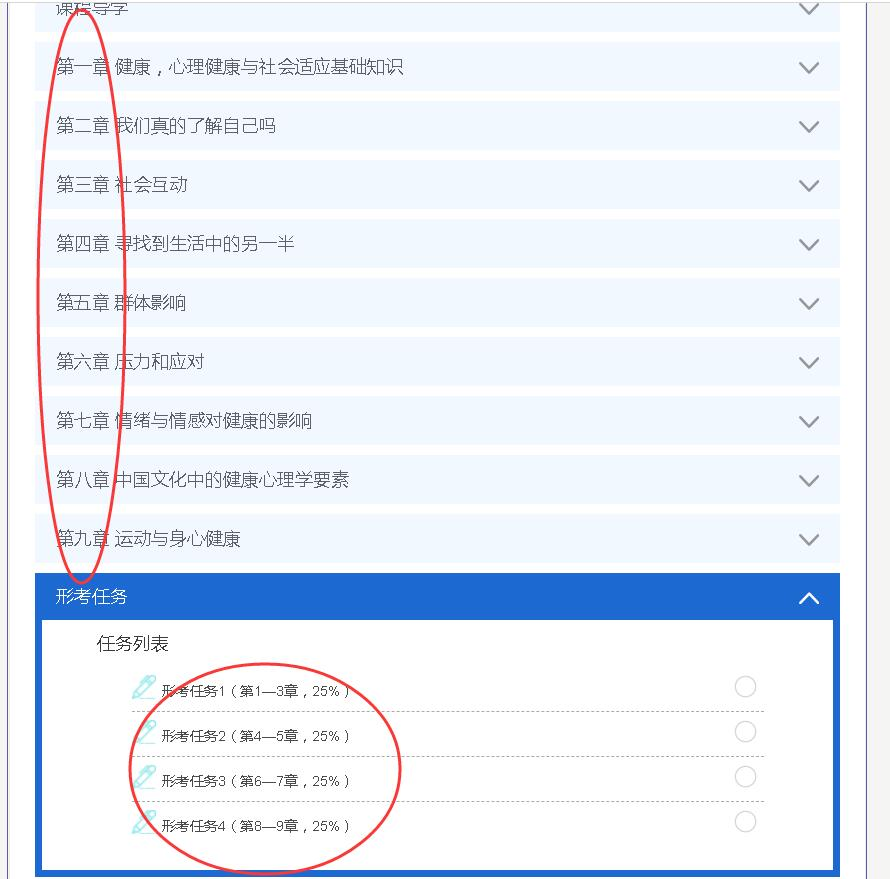 课程导学
第一章 健康，心理健康与社会适应基础知识
第二章 我们真的了解自己吗
第三章 社会互动
第四章 寻找到生活中的另一半
第五章 群体影响
第六章 压力和应对
第七章 情绪与情感对健康的影响
第八章 中国文化中的健康心理学要素
第九章 运动与身心健康
形考任务
任务列表
形考任务1（第1—3章，25%）
形考任务2（第4—5章，25%）
形考任务3（第6—7章，25%）
形考任务4（第8—9章，25%）